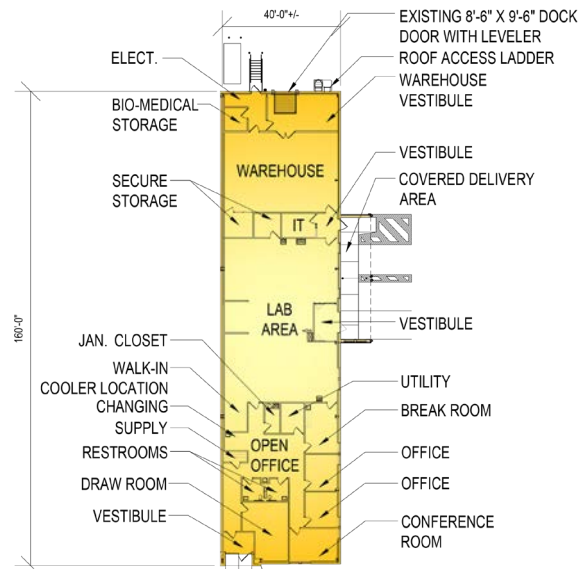 40'-0"+/-
EXISTING 8'-6" X 9'-6" DOCK
DOOR WITH LEVELER
ELECT.
ROOF ACCESS LADDER
BIO-MEDICAL
STORAGE
WAREHOUSE
VESTIBULE
WAREHOUSE
VESTIBULE
SECURE
STORAGE
COVERED DELIVERY
AREA
IT
160'-0"
LAB
AREA
VESTIBULE
JAN. CLOSET
WALK-IN
COOLER LOCATION
UTILITY
CHANGING
BREAK ROOM
SUPPLY
OPEN
OFFICE
RESTROOMS
OFFICE
DRAW ROOM
OFFICE
VESTIBULE
CONFERENCE
ROOM